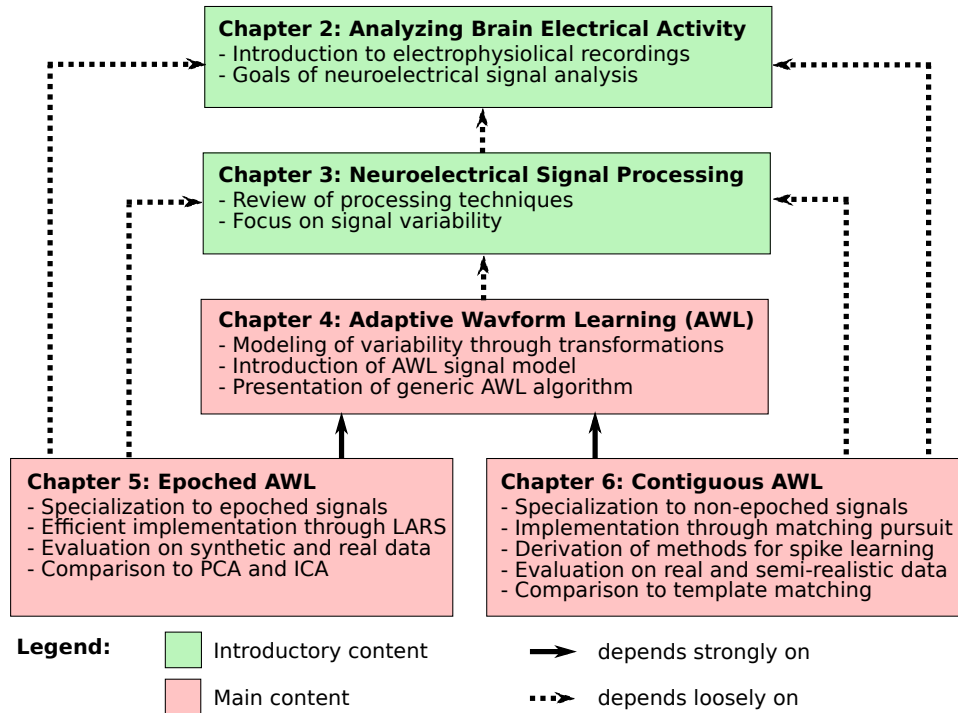 Chapter 2: Analyzing Brain Electrical Activity
- Introduction to electrophysiolical recordings
- Goals of neuroelectrical signal analysis
Chapter 3: Neuroelectrical Signal Processing
- Review of processing techniques
- Focus on signal variability
Chapter 4: Adaptive Wavform Learning (AWL)
- Modeling of variability through transformations
- Introduction of AWL signal model
- Presentation of generic AWL algorithm
Chapter 5: Epoched AWL
- Specialization to epoched signals
- Efficient implementation through LARS
- Evaluation on synthetic and real data
- Comparison to PCA and ICA
Chapter 6: Contiguous AWL
- Specialization to non-epoched signals
- Implementation through matching pursuit
- Derivation of methods for spike learning
- Evaluation on real and semi-realistic data
- Comparison to template matching
Legend:
Introductory content
Main content
depends strongly on
depends loosely on